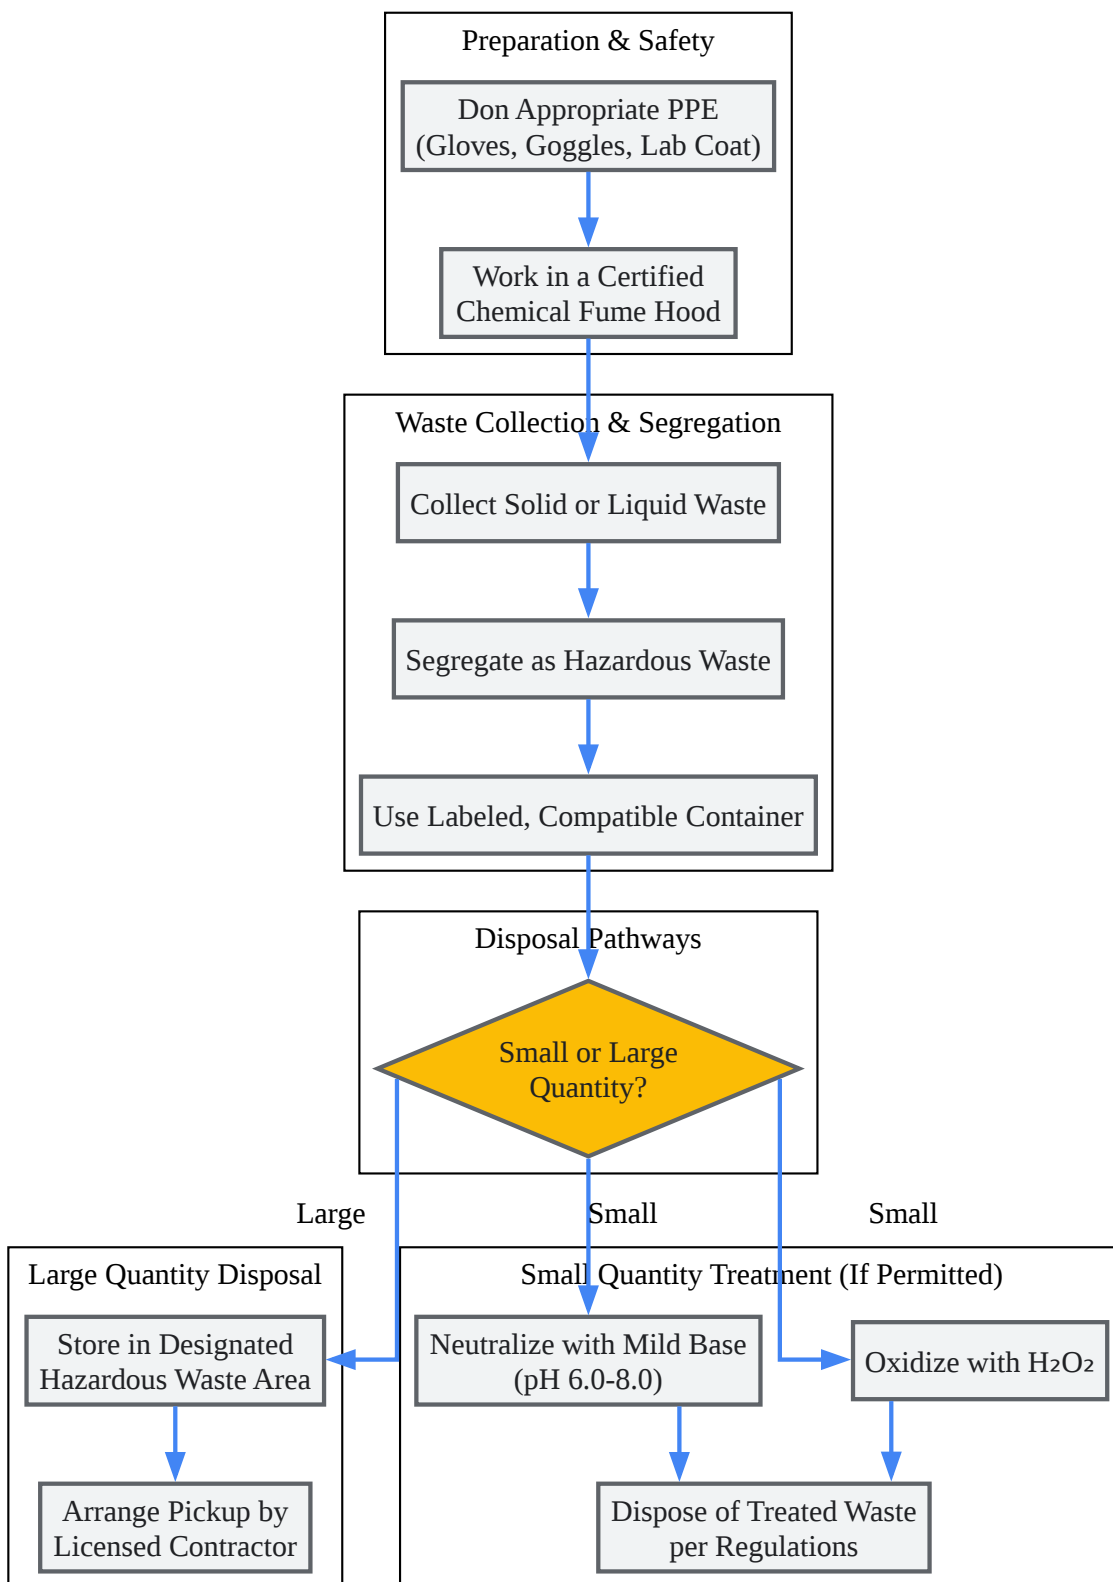 Preparation & Safety
Don Appropriate PPE
(Gloves, Goggles, Lab Coat)
Work in a Certified
Chemical Fume Hood
Waste Collection & Segregation
Collect Solid or Liquid Waste
Segregate as Hazardous Waste
Use Labeled, Compatible Container
Disposal Pathways
Small or Large
Quantity?
Large
Small
Small
Large Quantity Disposal
Store in Designated
Hazardous Waste Area
Arrange Pickup by
Licensed Contractor
Small Quantity Treatment (If Permitted)
Neutralize with Mild Base
(pH 6.0-8.0)
Oxidize with H₂O₂
Dispose of Treated Waste
per Regulations